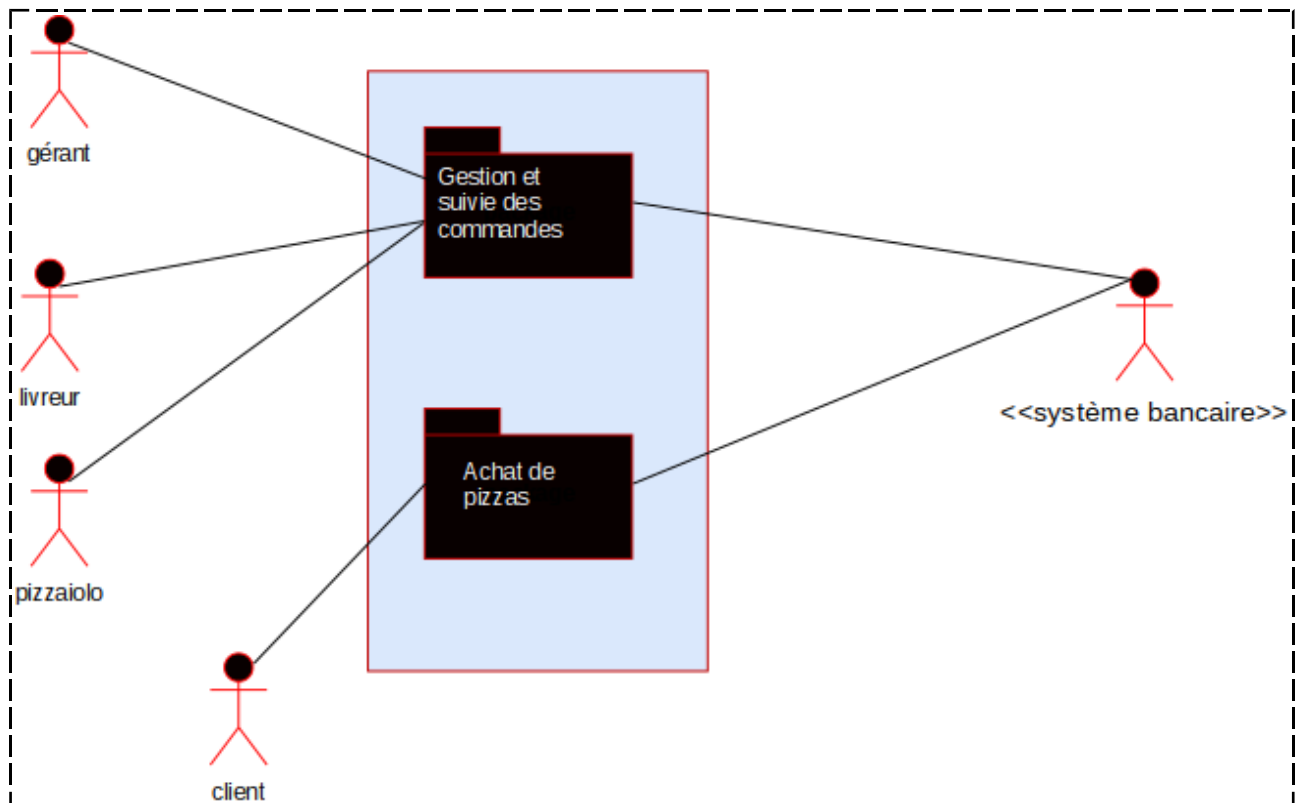 gérant
Gestion et
suivie des
commandes
livreur
<<système bancaire>>
Achat de
pizzas
pizzaiolo
client